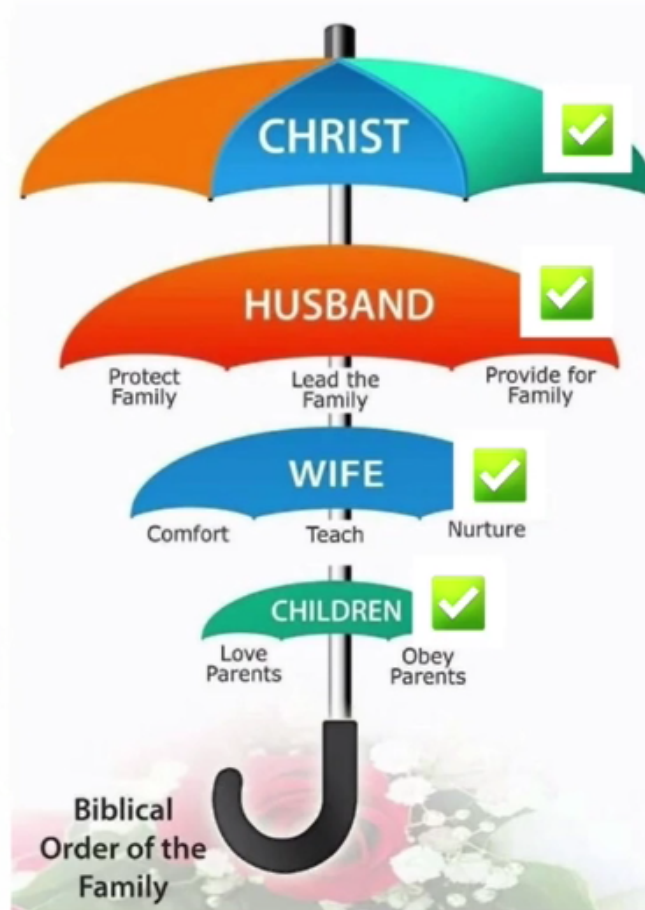 CHRIST
HUSBAND
Protect
Family
Lead the
Family
Provide for
Family
WIFE
Comfort
Teach
Nurture
CHILDREN
Love
Parents
Obey
Parents
Biblical
Order of the
Family